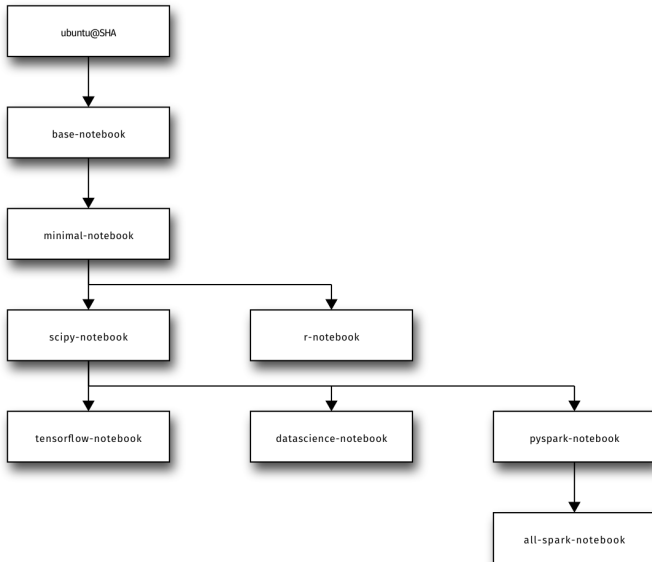 ubuntu@SHA
base-notebook
minimal-notebook
scipy-notebook
r-notebook
tensorflow-notebook
datascience-notebook
pyspark-notebook
all-spark-notebook